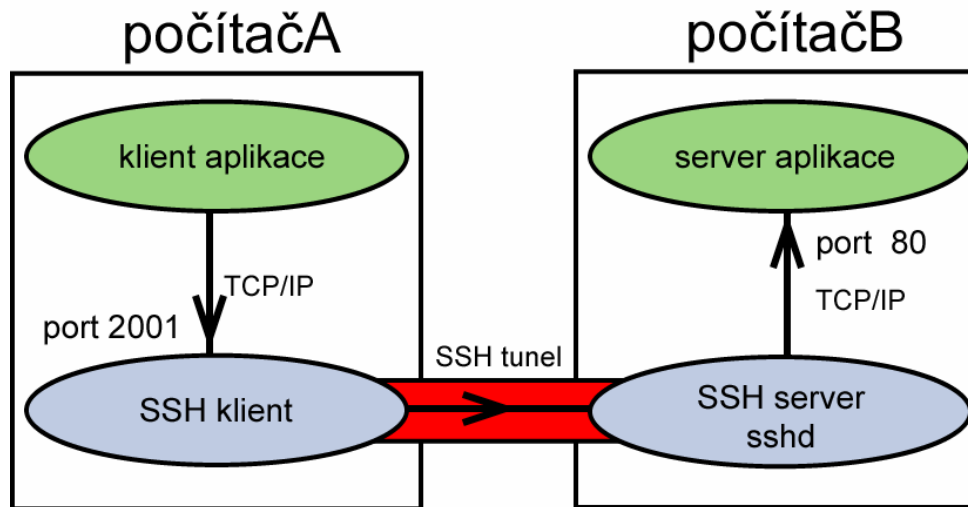 počítačA
počítačB
klient aplikace
server aplikace
port 80
TCP/IP
TCP/IP
port 2001
SSH tunel
SSH klient
SSH server
sshd